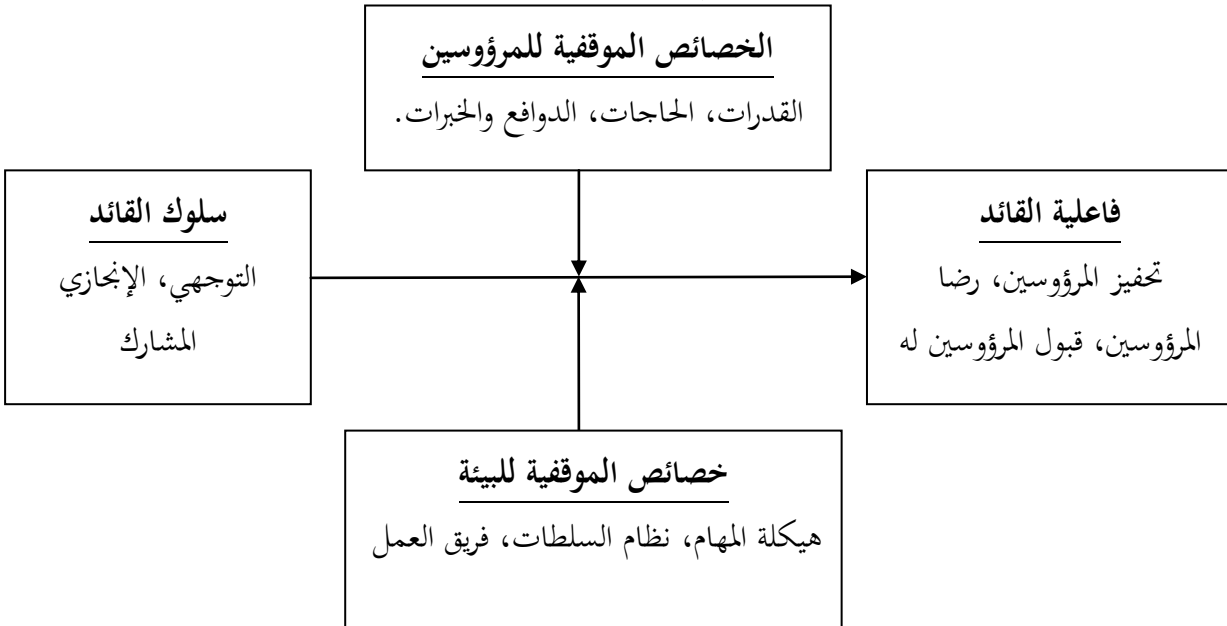 الخصائص الموقفية للمرؤوسين
القدرات، الحاجات، الدوافع والخبرات.
سلوك القائد
التوجهي، الإنجازي
المشارك
فاعلية القائد
تحفيز المرؤوسين، رضا
المرؤوسين، قبول المرؤوسين له
خصائص الموقفية للبيئة
هيكلة المهام، نظام السلطات، فريق العمل